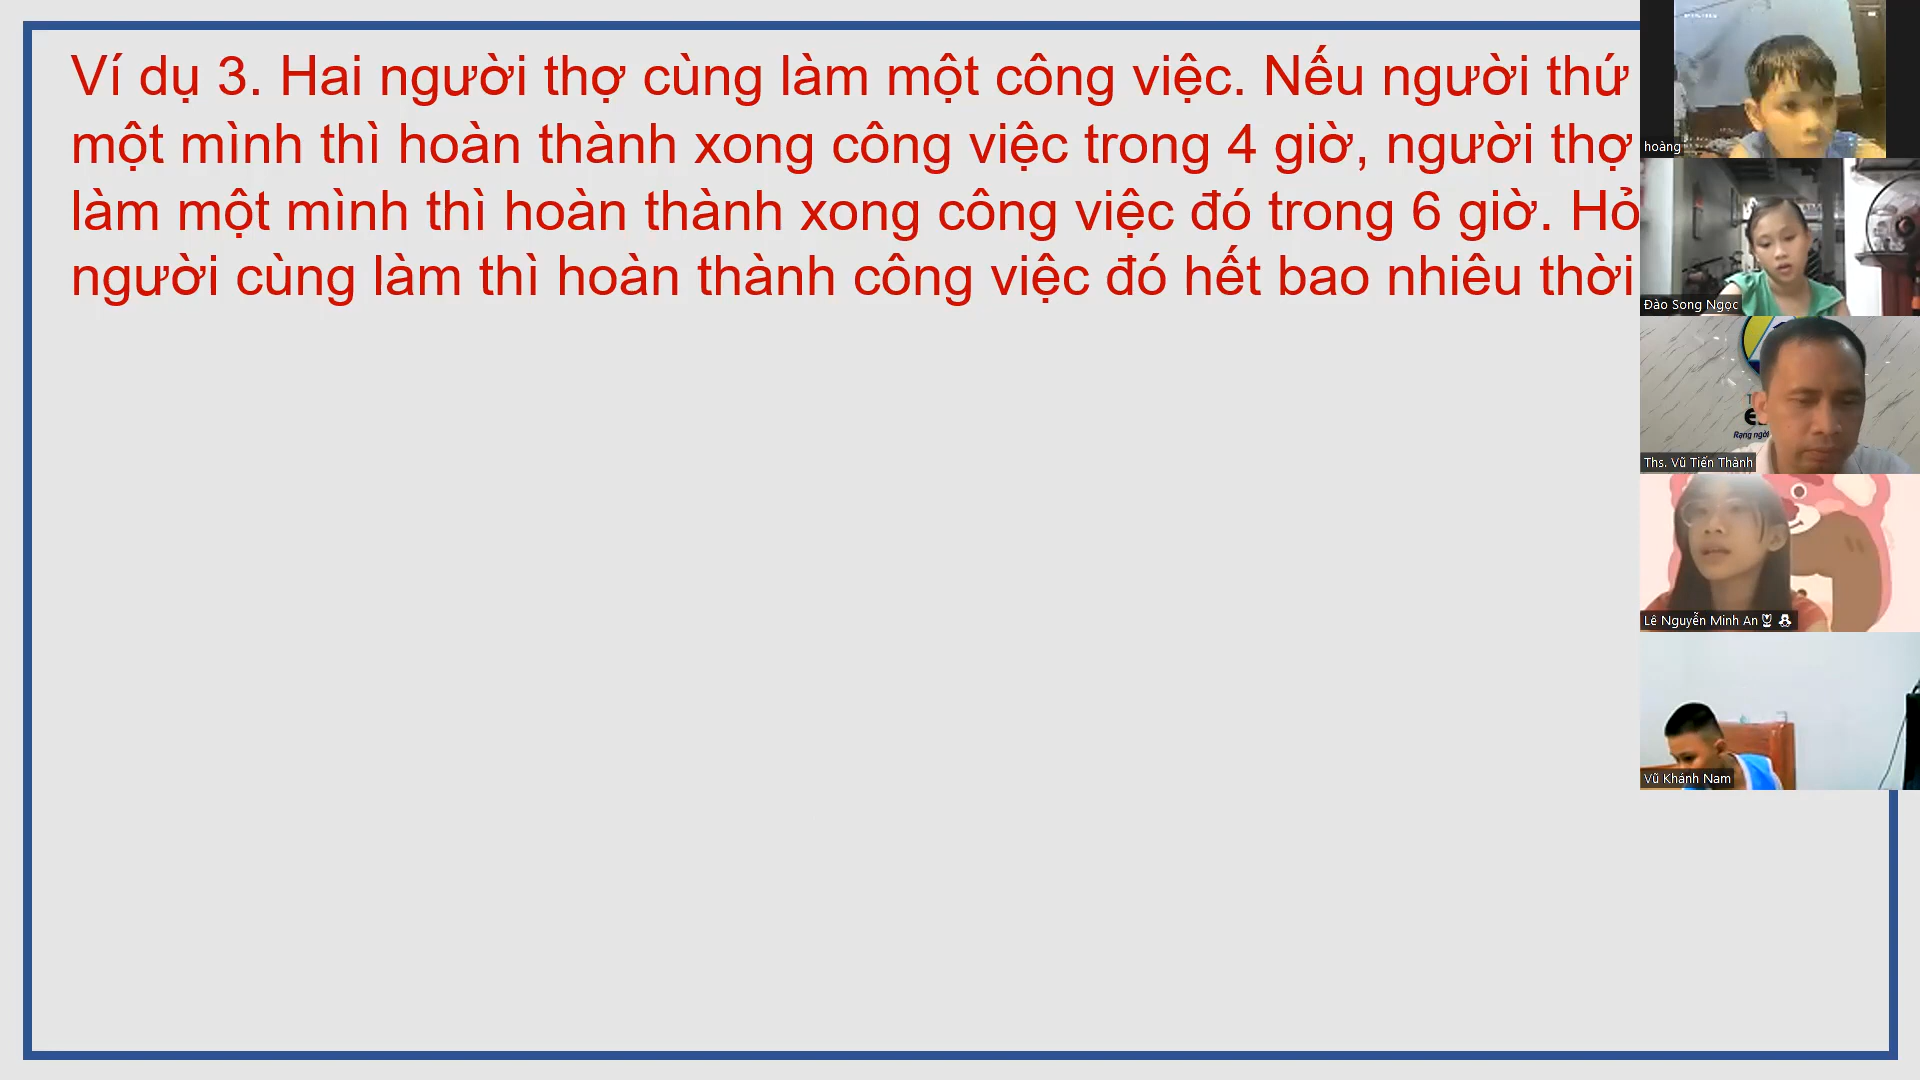 Ví dụ 3. Hai người thợ cùng làm một công việc. Nếu người thứ
một mình thì hoàn thành xong công việc trong 4 giờ, người thợ
làm một mình thì hoàn thành xong công việc đó trong 6 giờ. Hỏ
người cùng làm thì hoàn thành công việc đó hết bao nhiêu thời
hoàng
Đào Song Ngọc
Rạng ngời
Ths. Vũ Tiến Thành
Lê Nguyễn Minh An
Vũ Khánh Nam